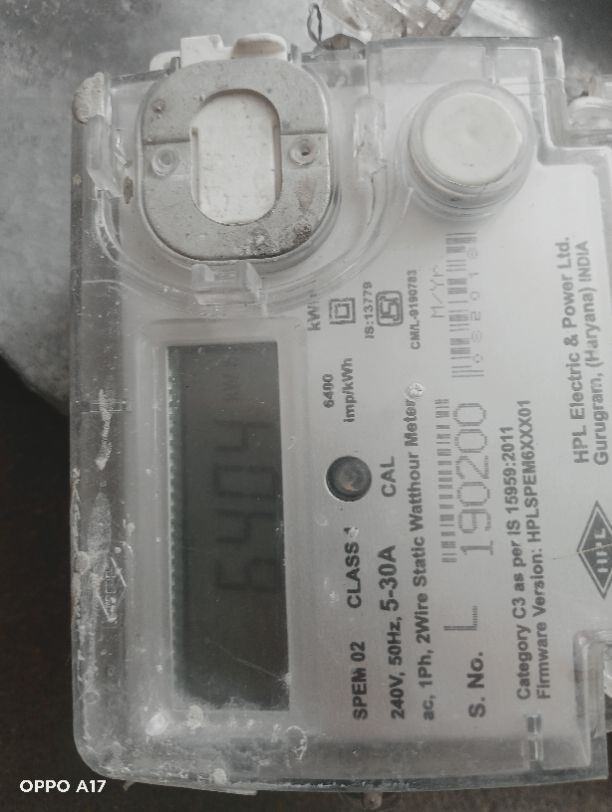 6404
kWh
6400
imp/kWh
IS:13779
CM/L-9190783
SPEM 02 CLASS 1
CAL
240V, 50Hz, 5-30A
ac, 1Ph, 2Wire Static Watthour Meter
M/Yr
S. No. L 190200
Category C3 as per IS 15959:2011
Firmware Version: HPLSPEM6XXX01
HPL Electric & Power Ltd.
Gurugram, (Haryana) INDIA
HPL
OPPO A17